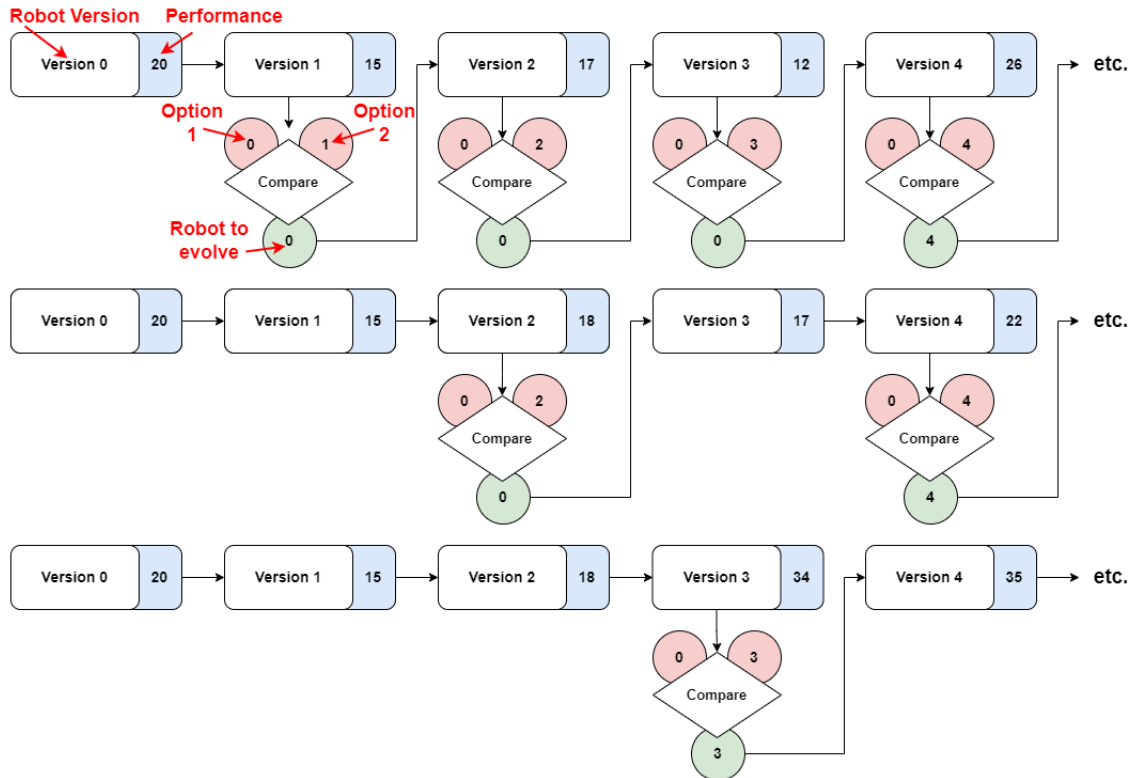 Robot Version Performance
Version 0 20 Version 1 15 Version 2 17 Version 3 12 Version 4 26 etc.
Option 1 Option 2
0 1 0 2 0 3 0 4
Compare Compare Compare Compare
Robot to evolve
0 0 0 4
Version 0 20 Version 1 15 Version 2 18 Version 3 17 Version 4 22 etc.
0 2 0 4
Compare Compare
0 4
Version 0 20 Version 1 15 Version 2 18 Version 3 34 Version 4 35 etc.
0 3
Compare
3